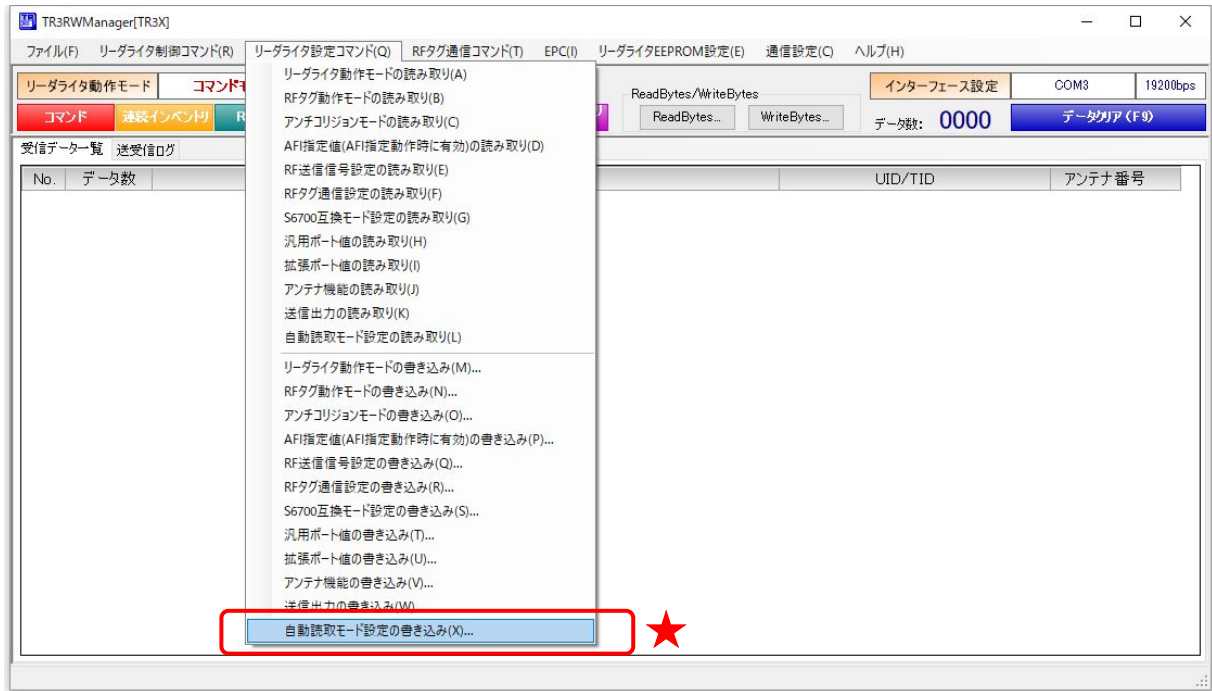 TR3RWManager[TR3X]
ファイル(F) リーダライタ制御コマンド(R) リーダライタ設定コマンド(Q) RFタグ通信コマンド(T) EPC(I) リーダライタEEPROM設定(E) 通信設定(C) ヘルプ(H)
リーダライタ動作モード コマンドモ ReadBytes/WriteBytes インターフェース設定 COM3 19200bps
コマンド 連続インベントリ R ReadBytes... WriteBytes... データ数: 0000 データクリア(F9)
受信データ一覧 送受信ログ
No. データ数 UID/TID アンテナ番号
リーダライタ動作モードの読み取り(A)
RFタグ動作モードの読み取り(B)
アンチコリジョンモードの読み取り(C)
AFI指定値(AFI指定動作時に有効)の読み取り(D)
RF送信信号設定の読み取り(E)
RFタグ通信設定の読み取り(F)
S6700互換モード設定の読み取り(G)
汎用ポート値の読み取り(H)
拡張ポート値の読み取り(I)
アンテナ機能の読み取り(J)
送信出力の読み取り(K)
自動読取モード設定の読み取り(L)
リーダライタ動作モードの書き込み(M)...
RFタグ動作モードの書き込み(N)...
アンチコリジョンモードの書き込み(O)...
AFI指定値(AFI指定動作時に有効)の書き込み(P)...
RF送信信号設定の書き込み(Q)...
RFタグ通信設定の書き込み(R)...
S6700互換モード設定の書き込み(S)...
汎用ポート値の書き込み(T)...
拡張ポート値の書き込み(U)...
アンテナ機能の書き込み(V)...
送信出力の書き込み(W)...
自動読取モード設定の書き込み(X)...